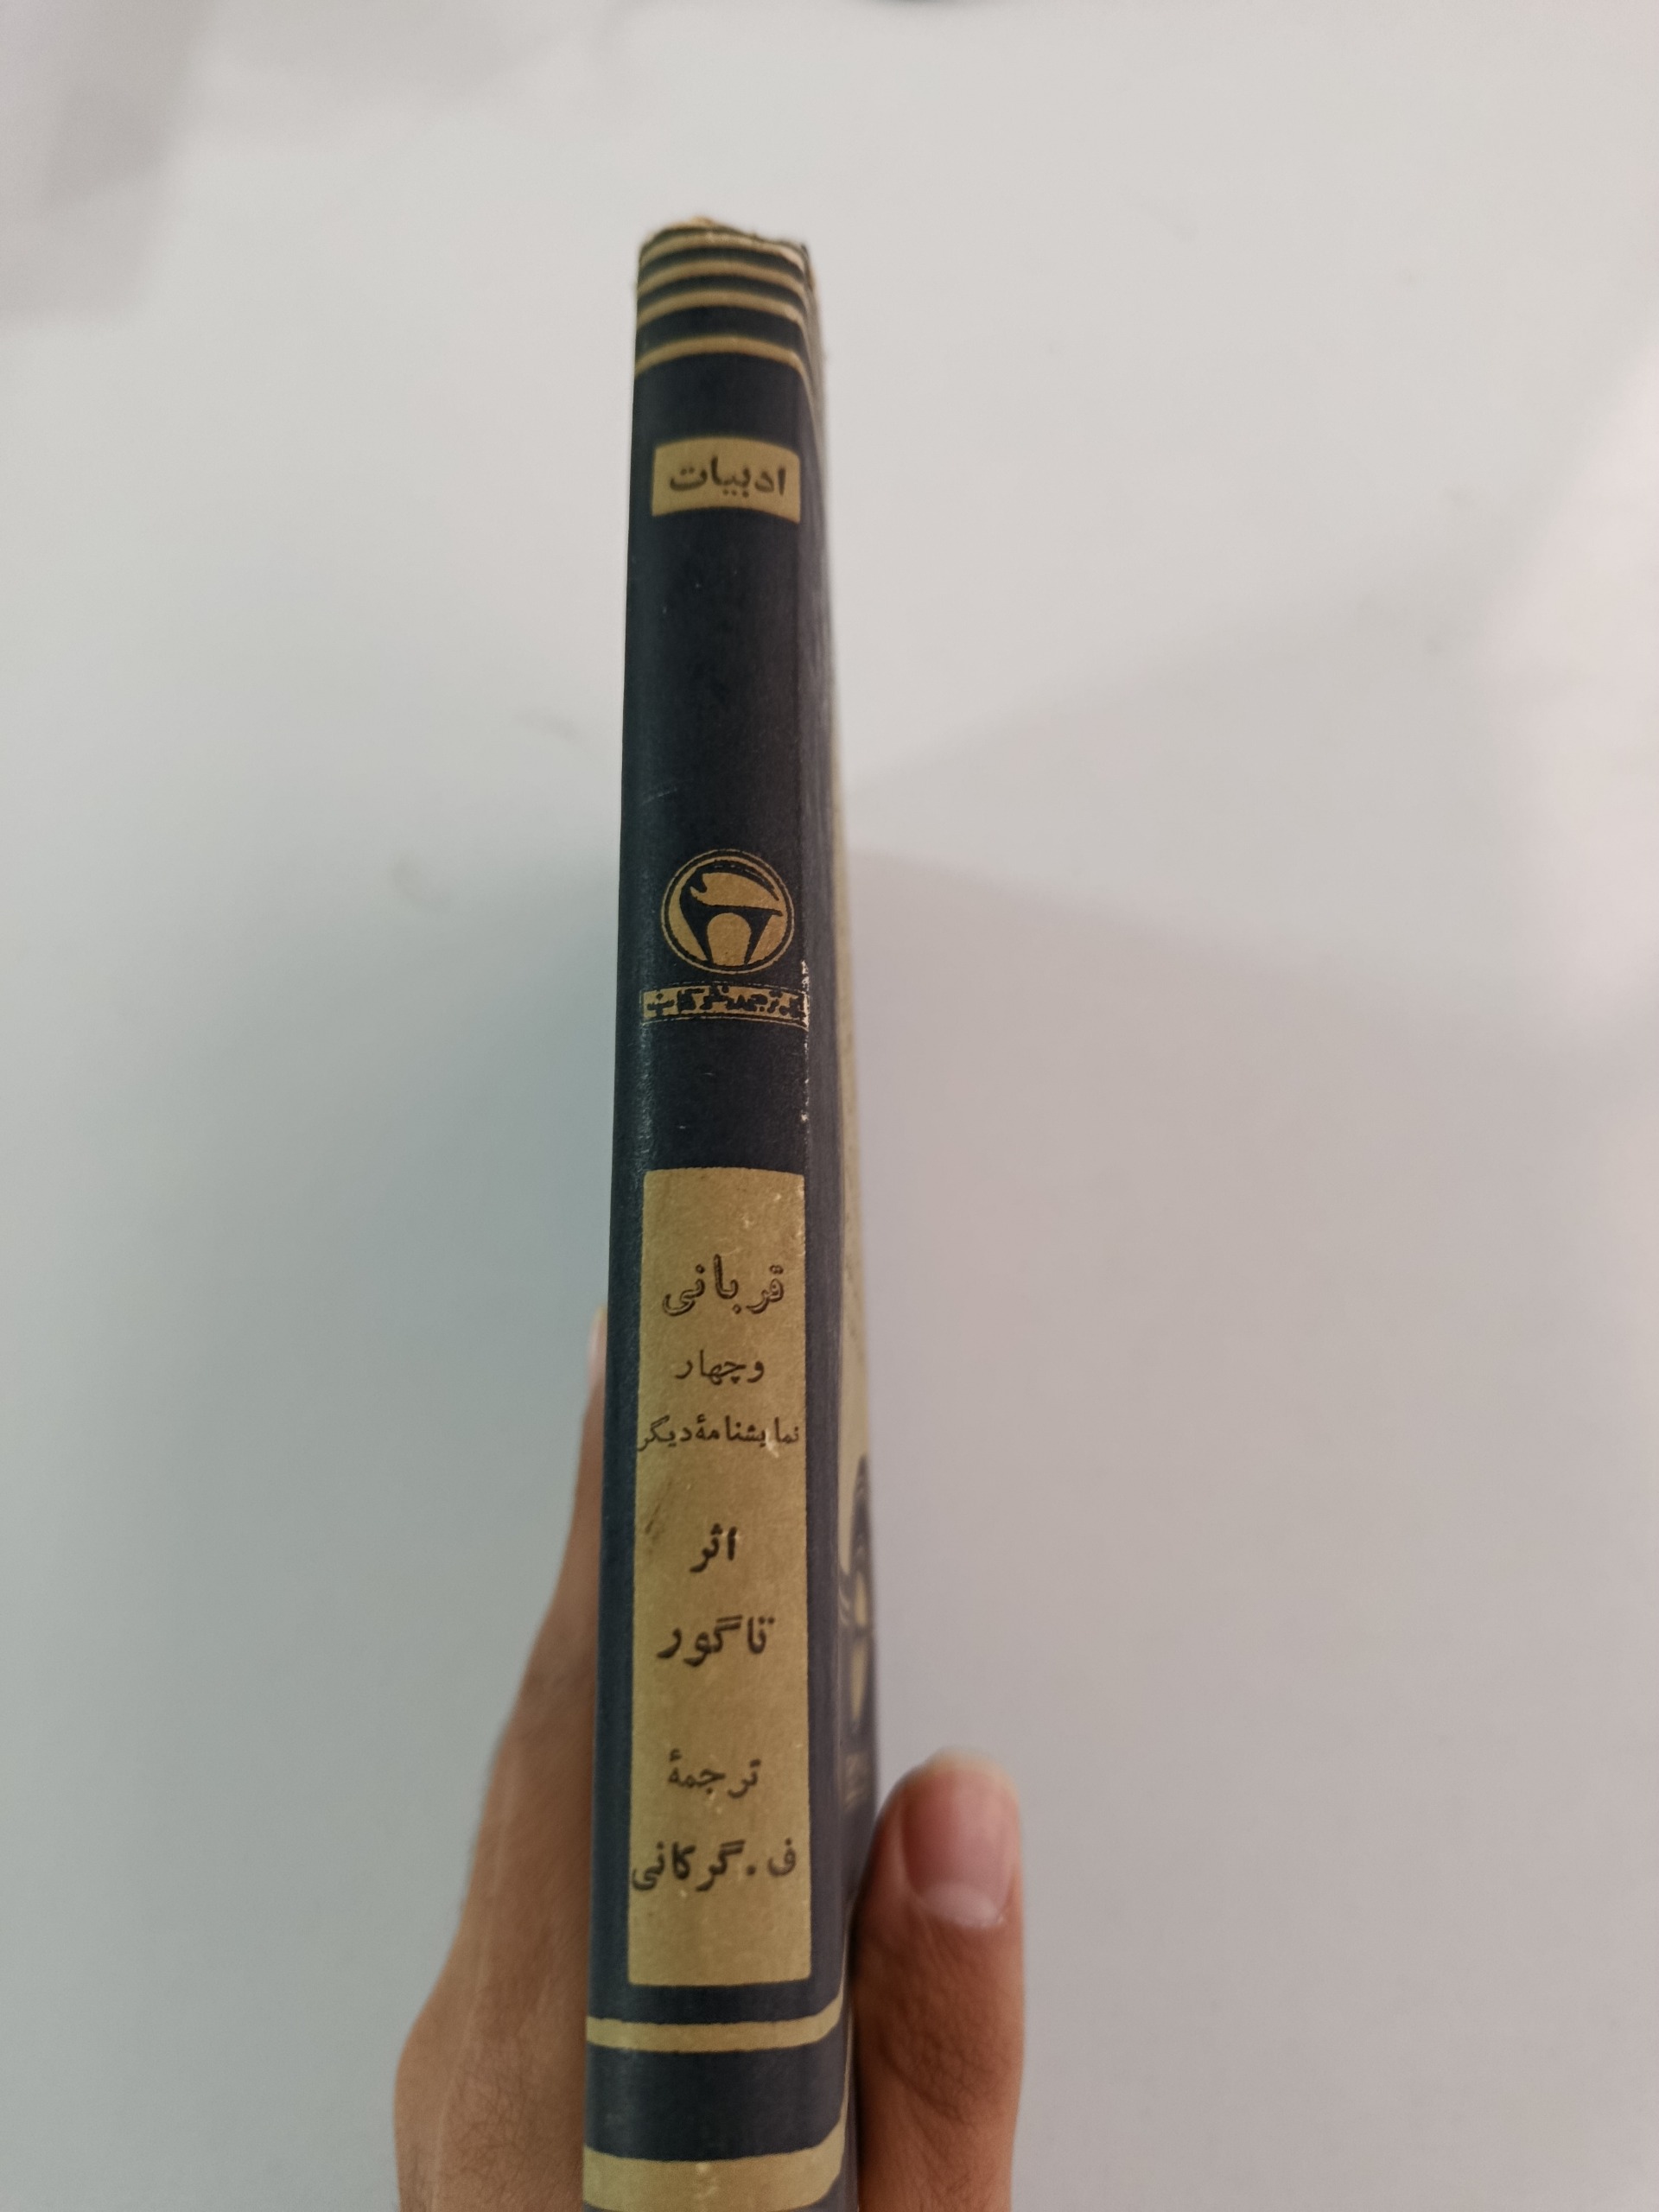 ادبیات
قربانی
وچهار
نمایشنامهٔ دیگر
اثر
تاگور
ترجمهٔ
ف. گرکانی